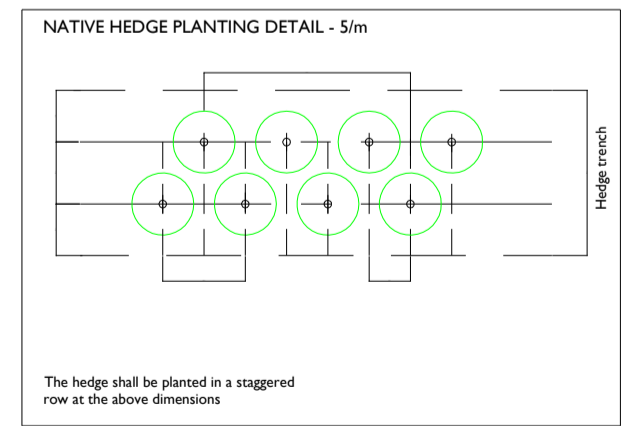 NATIVE HEDGE PLANTING DETAIL - 5/m
Hedge trench
The hedge shall be planted in a staggered
row at the above dimensions